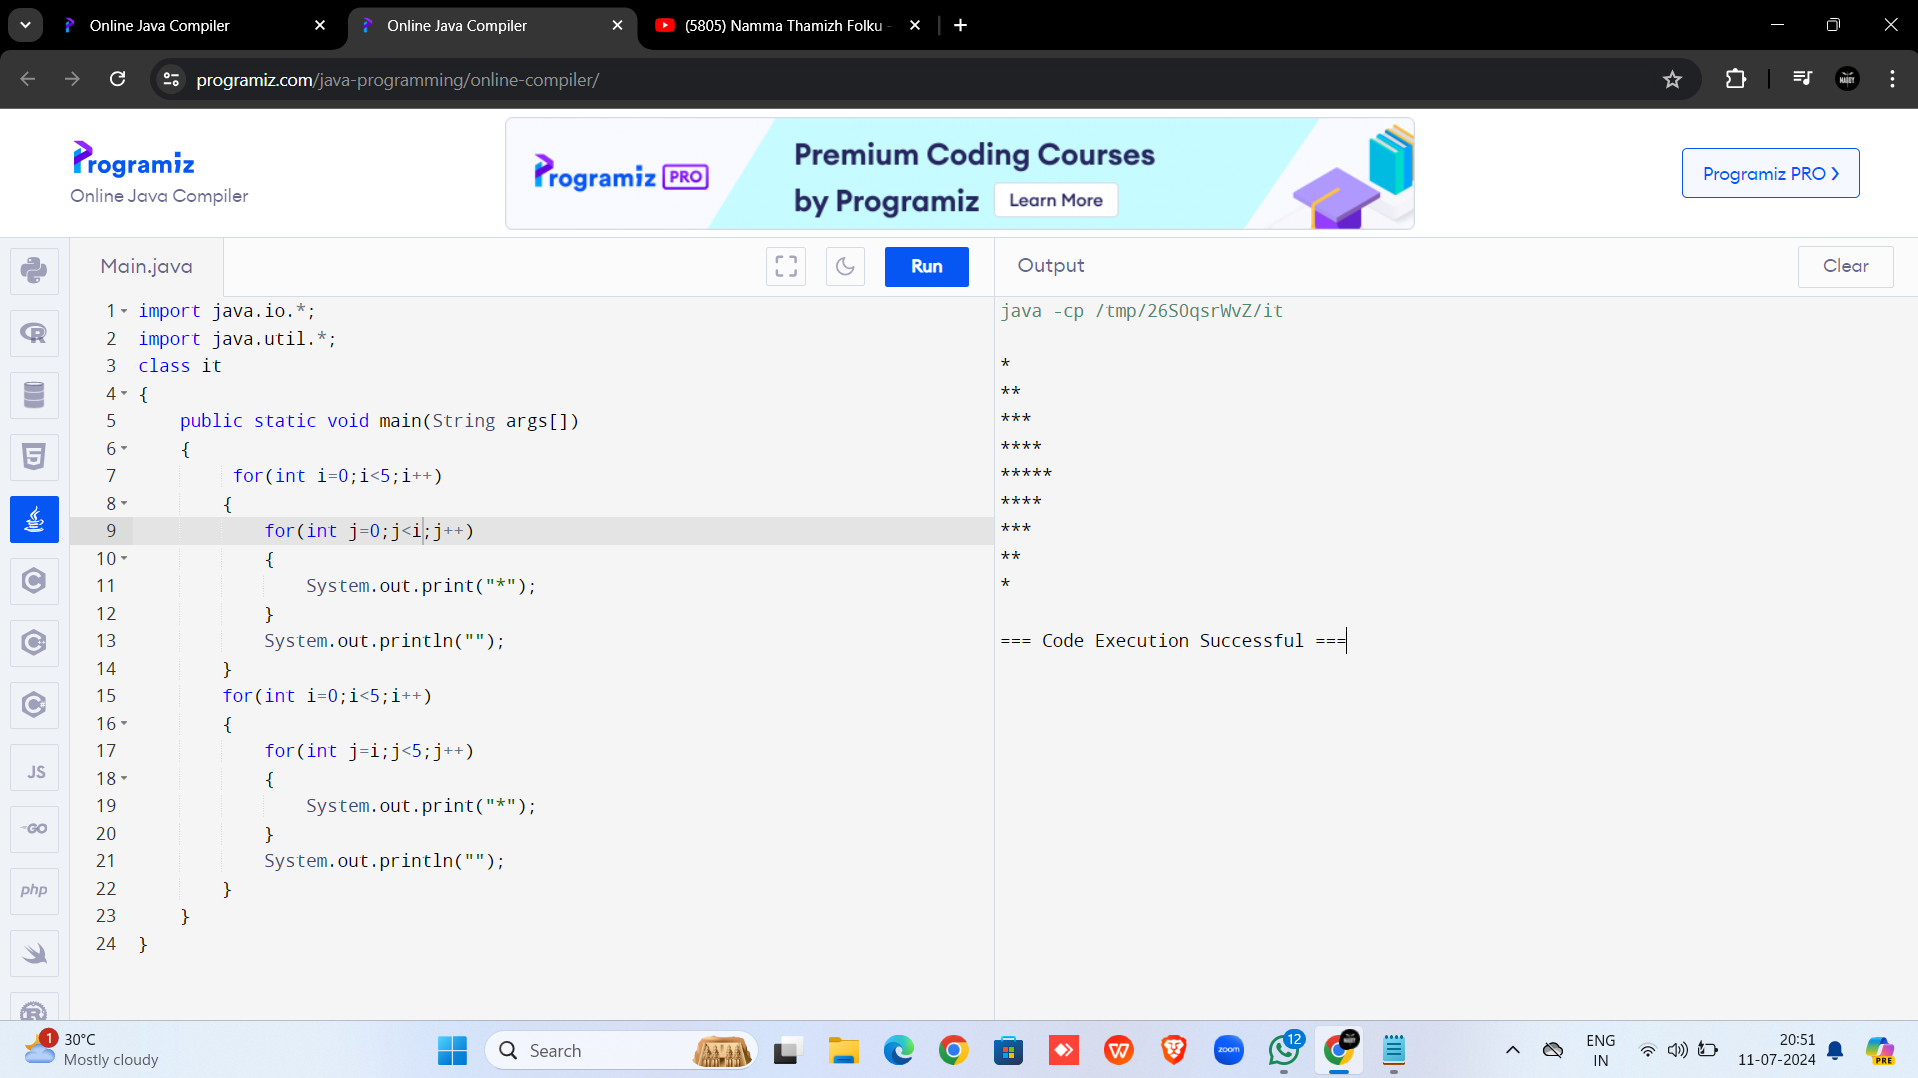 Online Java Compiler
Online Java Compiler
(5805) Namma Thamizh Folku -
programiz.com/java-programming/online-compiler/
Programiz
Online Java Compiler
Programiz PRO
Premium Coding Courses
by Programiz
Learn More
Programiz PRO
Main.java
Run
Output
Clear
1 import java.io.*;
2 import java.util.*;
3 class it
4 {
5 public static void main(String args[])
6 {
7 for(int i=0;i<5;i++)
8 {
9 for(int j=0;j<i;j++)
10 {
11 System.out.print("*");
12 }
13 System.out.println("");
14 }
15 for(int i=0;i<5;i++)
16 {
17 for(int j=i;j<5;j++)
18 {
19 System.out.print("*");
20 }
21 System.out.println("");
22 }
23 }
24 }
java -cp /tmp/26SOqsrWvZ/it
*
**
***
****
*****
****
***
**
*
=== Code Execution Successful ===
JS
GO
php
1
30°C
Mostly cloudy
Search
zoom
12
ENG
IN
20:51
11-07-2024
PRE